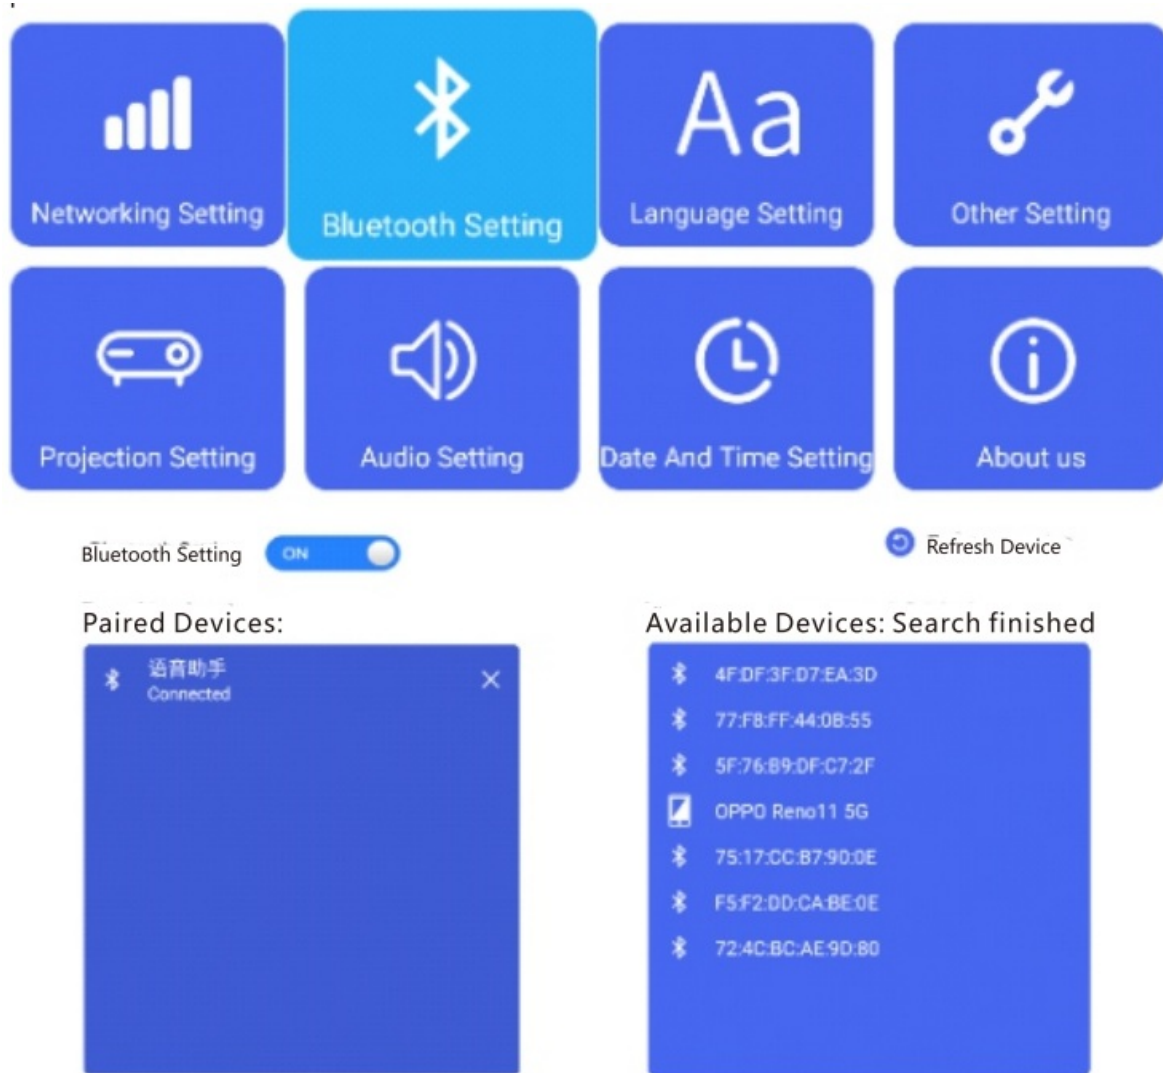 Networking Setting
Bluetooth Setting
Aa
Language Setting
Other Setting
Projection Setting
Audio Setting
Date And Time Setting
About us
Bluetooth Setting
ON
Refresh Device
Paired Devices:
语音助手
Connected
Available Devices: Search finished
4F:DF:3F:D7:EA:3D
77:F8:FF:44:0B:55
5F:76:B9:DF:C7:2F
OPPO Reno11 5G
75:17:CC:B7:90:0E
F5:F2:DD:CA:BE:0E
72:4C:BC:AE:9D:80